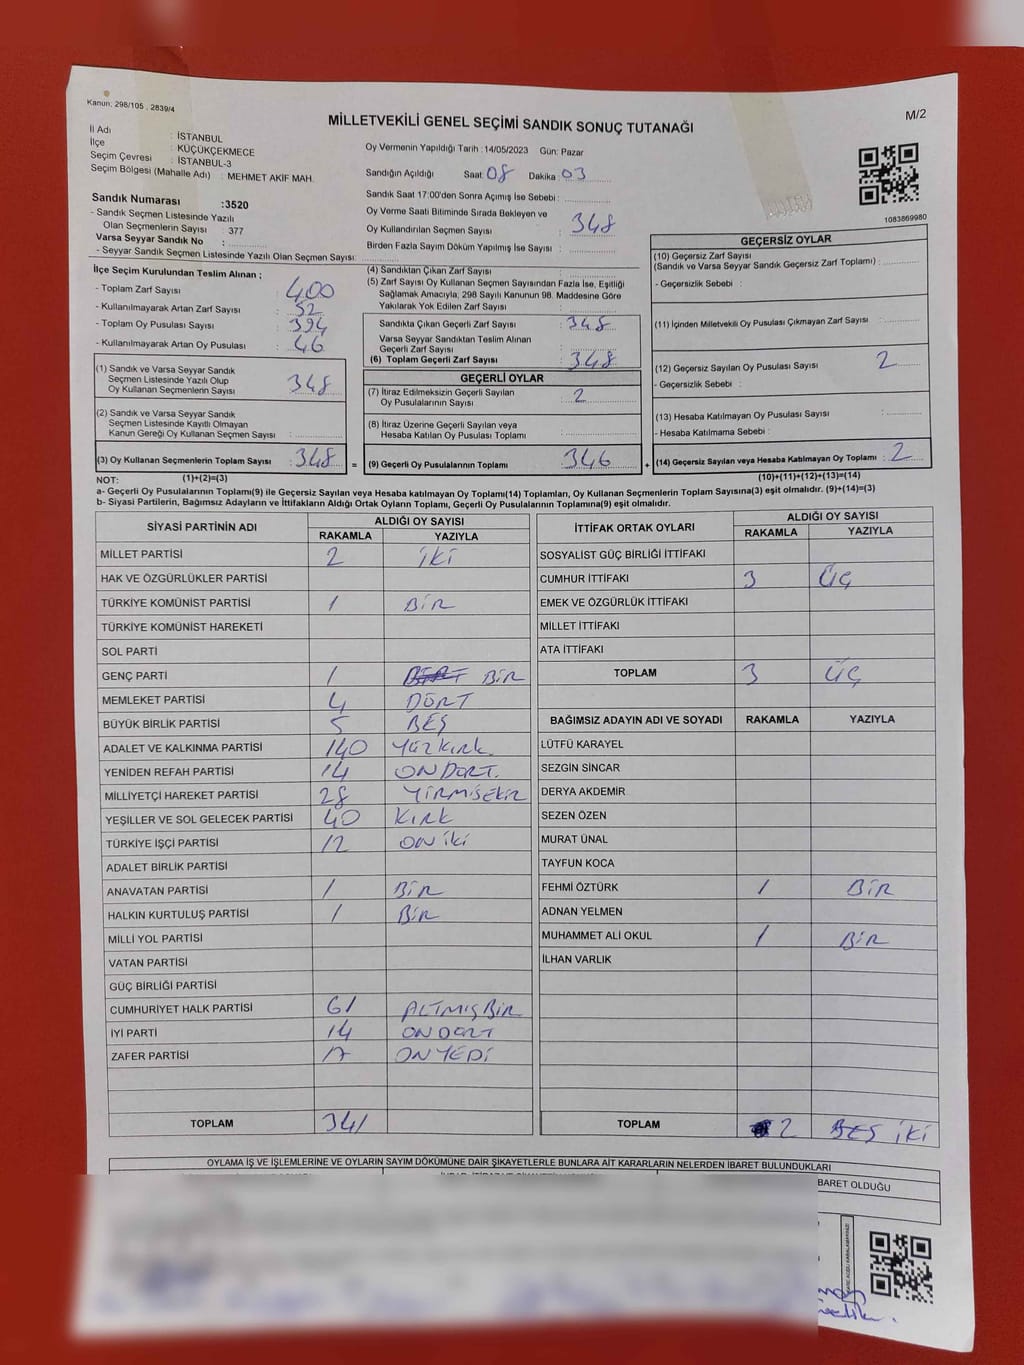 Kanun: 298/105 , 2839/4
M/2
MİLLETVEKİLİ GENEL SEÇİMİ SANDIK SONUÇ TUTANAĞI
İl Adı : İSTANBUL
İlçe : KÜÇÜKÇEKMECE
Seçim Çevresi : İSTANBUL-3
Seçim Bölgesi (Mahalle Adı) : MEHMET AKİF MAH.
Oy Vermenin Yapıldığı Tarih :14/05/2023 Gün: Pazar
Sandığın Açıldığı Saat 08 Dakika 03
Sandık Saat 17:00'den Sonra Açımış İse Sebebi :
Oy Verme Saati Bitiminde Sırada Bekleyen ve
Oy Kullandırılan Seçmen Sayısı : 348
Birden Fazla Sayım Döküm Yapılmış İse Sayısı :
1083869980
Sandık Numarası :3520
- Sandık Seçmen Listesinde Yazılı
Olan Seçmenlerin Sayısı : 377
Varsa Seyyar Sandık No :
- Seyyar Sandık Seçmen Listesinde Yazılı Olan Seçmen Sayısı:
İlçe Seçim Kurulundan Teslim Alınan ;
- Toplam Zarf Sayısı : 400
- Kullanılmayarak Artan Zarf Sayısı : 52
- Toplam Oy Pusulası Sayısı : 394
- Kullanılmayarak Artan Oy Pusulası : 46
(1) Sandık ve Varsa Seyyar Sandık
Seçmen Listesinde Yazılı Olup
Oy Kullanan Seçmenlerin Sayısı : 348
(2) Sandık ve Varsa Seyyar Sandık
Seçmen Listesinde Kayıtlı Olmayan
Kanun Gereği Oy Kullanan Seçmen Sayısı :
(3) Oy Kullanan Seçmenlerin Toplam Sayısı : 348
(4) Sandıktan Çıkan Zarf Sayısı :
(5) Zarf Sayısı Oy Kullanan Seçmen Sayısından Fazla İse, Eşitliği
Sağlamak Amacıyla; 298 Sayılı Kanunun 98. Maddesine Göre
Yakılarak Yok Edilen Zarf Sayısı :
Sandıkta Çıkan Geçerli Zarf Sayısı : 348
Varsa Seyyar Sandıktan Teslim Alınan
Geçerli Zarf Sayısı :
(6) Toplam Geçerli Zarf Sayısı : 348
GEÇERLİ OYLAR
(7) İtiraz Edilmeksizin Geçerli Sayılan
Oy Pusulalarının Sayısı : 2
(8) İtiraz Üzerine Geçerli Sayılan veya
Hesaba Katılan Oy Pusulası Toplamı :
= (9) Geçerli Oy Pusulalarının Toplamı : 346
GEÇERSİZ OYLAR
(10) Geçersiz Zarf Sayısı
(Sandık ve Varsa Seyyar Sandık Geçersiz Zarf Toplamı) :
- Geçersizlik Sebebi :
(11) İçinden Milletvekili Oy Pusulası Çıkmayan Zarf Sayısı :
(12) Geçersiz Sayılan Oy Pusulası Sayısı : 2
- Geçersizlik Sebebi :
(13) Hesaba Katılmayan Oy Pusulası Sayısı :
- Hesaba Katılmama Sebebi :
+ (14) Geçersiz Sayılan veya Hesaba Katılmayan Oy Toplamı : 2
NOT: (1)+(2)=(3) (10)+(11)+(12)+(13)=(14)
a- Geçerli Oy Pusulalarının Toplamı(9) ile Geçersiz Sayılan veya Hesaba katılmayan Oy Toplamı(14) Toplamları, Oy Kullanan Seçmenlerin Toplam Sayısına(3) eşit olmalıdır. (9)+(14)=(3)
b- Siyasi Partilerin, Bağımsız Adayların ve İttifakların Aldığı Ortak Oyların Toplamı, Geçerli Oy Pusulalarının Toplamına(9) eşit olmalıdır.
SİYASİ PARTİNİN ADI ALDIĞI OY SAYISI
RAKAMLA YAZIYLA
MİLLET PARTİSİ 2 İKİ
HAK VE ÖZGÜRLÜKLER PARTİSİ
TÜRKİYE KOMÜNİST PARTİSİ 1 BİR
TÜRKİYE KOMÜNİST HAREKETİ
SOL PARTİ
GENÇ PARTİ 1 BİR
MEMLEKET PARTİSİ 4 DÖRT
BÜYÜK BİRLİK PARTİSİ 5 BEŞ
ADALET VE KALKINMA PARTİSİ 140 YÜZKIRK.
YENİDEN REFAH PARTİSİ 14 ONDÖRT.
MİLLİYETÇİ HAREKET PARTİSİ 28 YİRMİSEKİZ
YEŞİLLER VE SOL GELECEK PARTİSİ 40 KIRK
TÜRKİYE İŞÇİ PARTİSİ 12 ONİKİ
ADALET BİRLİK PARTİSİ
ANAVATAN PARTİSİ 1 BİR
HALKIN KURTULUŞ PARTİSİ 1 BİR
MİLLİ YOL PARTİSİ
VATAN PARTİSİ
GÜÇ BİRLİĞİ PARTİSİ
CUMHURİYET HALK PARTİSİ 61 ALTMIŞBİR
İYİ PARTİ 14 ONDÖRT
ZAFER PARTİSİ 17 ONYEDİ
TOPLAM 341
İTTİFAK ORTAK OYLARI ALDIĞI OY SAYISI
RAKAMLA YAZIYLA
SOSYALİST GÜÇ BİRLİĞİ İTTİFAKI
CUMHUR İTTİFAKI 3 ÜÇ
EMEK VE ÖZGÜRLÜK İTTİFAKI
MİLLET İTTİFAKI
ATA İTTİFAKI
TOPLAM 3 ÜÇ
BAĞIMSIZ ADAYIN ADI VE SOYADI RAKAMLA YAZIYLA
LÜTFÜ KARAYEL
SEZGİN SİNCAR
DERYA AKDEMİR
SEZEN ÖZEN
MURAT ÜNAL
TAYFUN KOCA
FEHMİ ÖZTÜRK 1 BİR
ADNAN YELMEN
MUHAMMET ALİ OKUL 1 BİR
İLHAN VARLIK
TOPLAM 2 BEŞ İKİ
OYLAMA İŞ VE İŞLEMLERİNE VE OYLARIN SAYIM DÖKÜMÜNE DAİR ŞİKAYETLERLE BUNLARA AİT KARARLARIN NELERDEN İBARET BULUNDUKLARI
BARET OLDUĞU